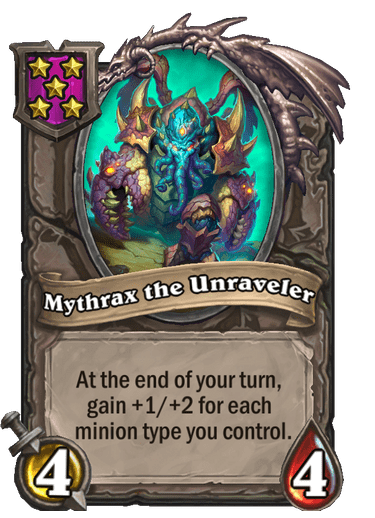 Mythrax the Unraveler
At the end of your turn,
gain +1/+2 for each
minion type you control.
4
4